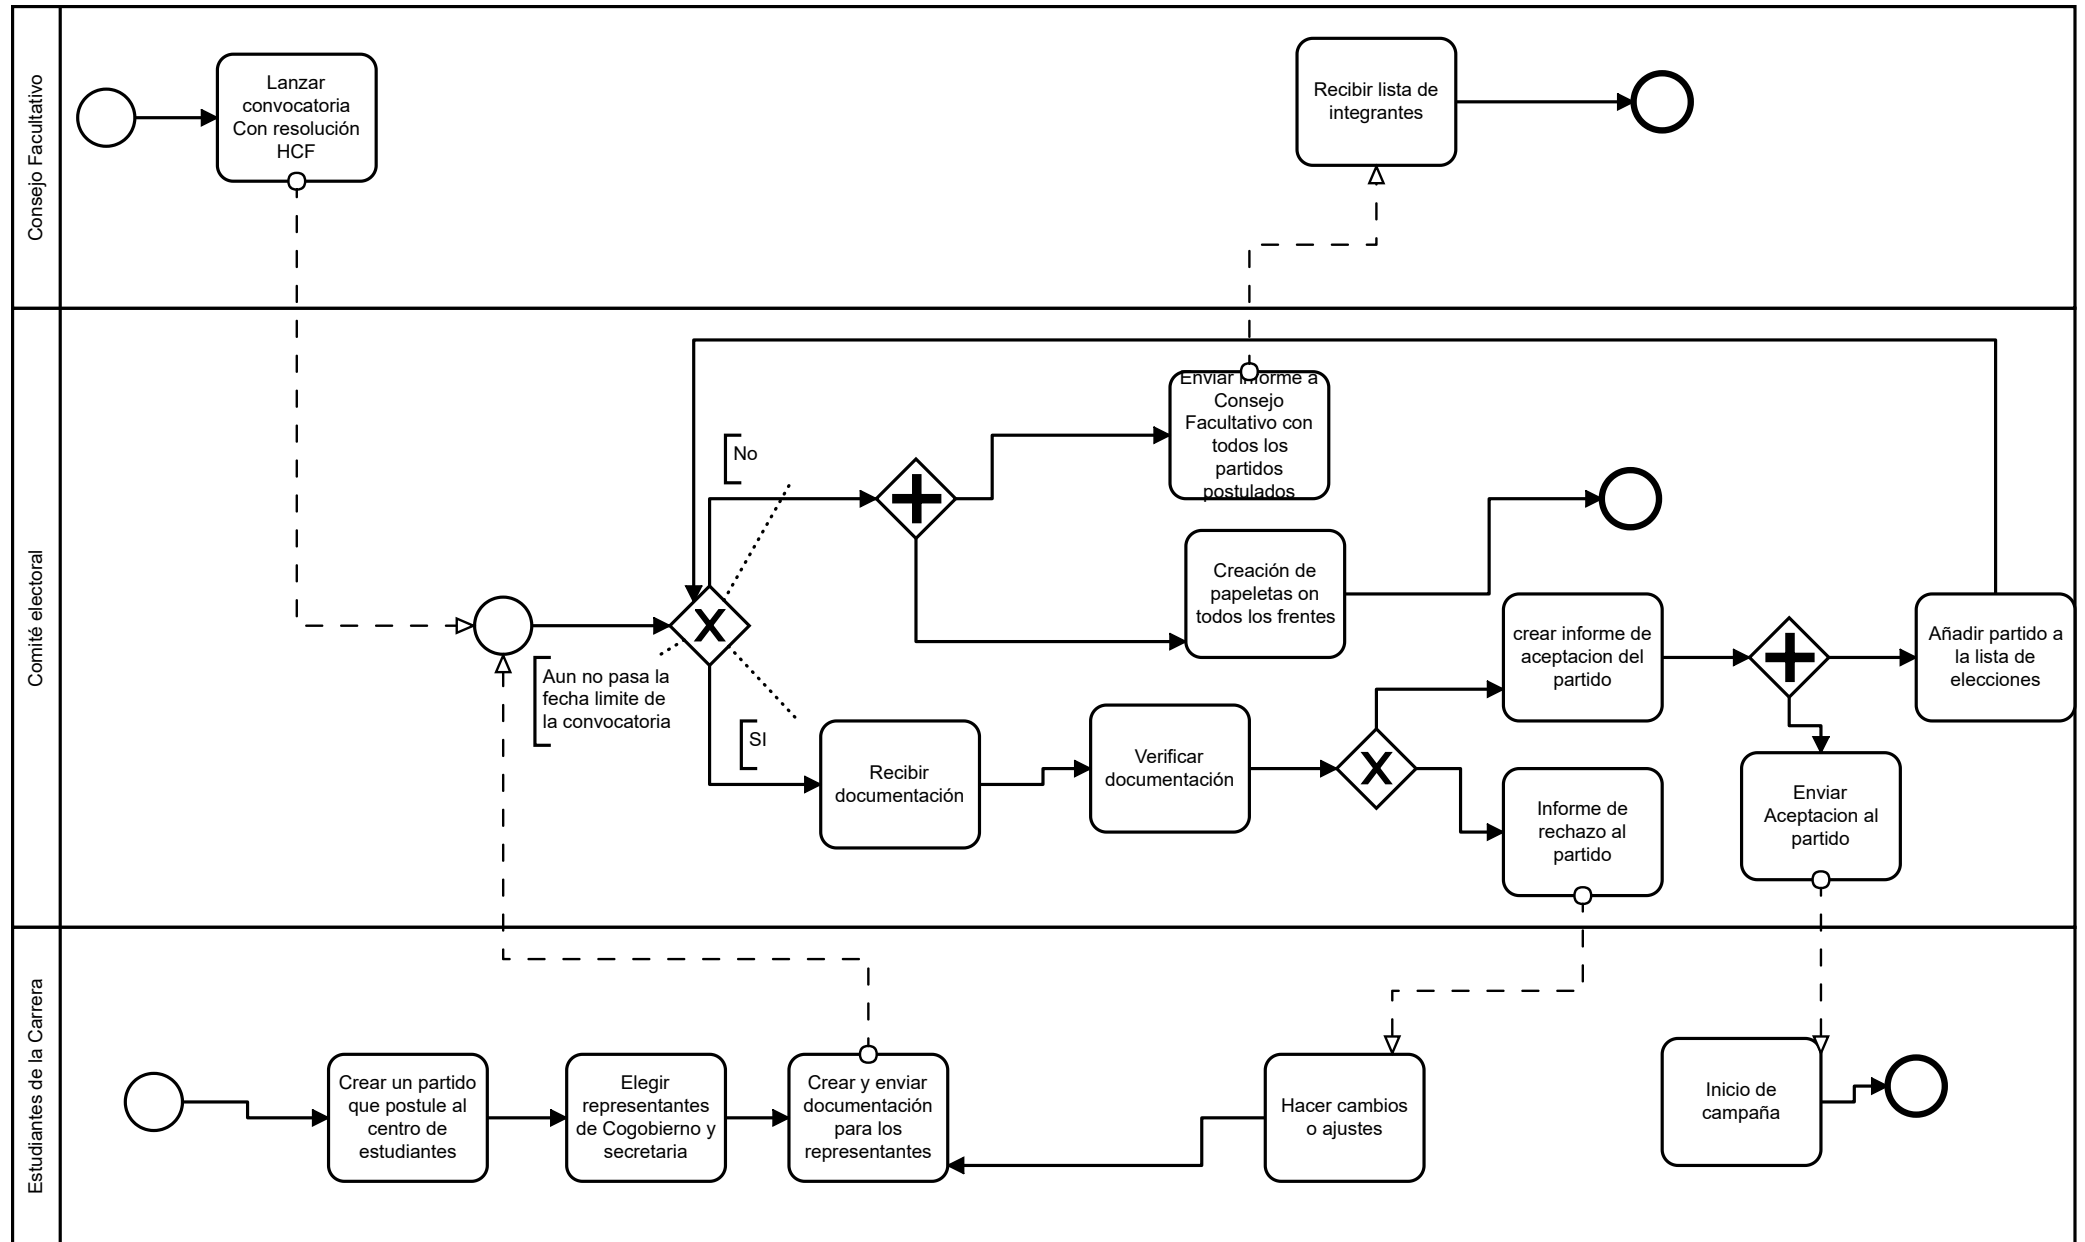 Consejo Facultativo
Lanzar
convocatoria
Con resolución
HCF
Recibir lista de
integrantes
Comité electoral
Enviar informe a
Consejo
Facultativo con
todos los
partidos
postulados
No
Creación de
papeletas on
todos los frentes
crear informe de
aceptacion del
partido
Añadir partido a
la lista de
elecciones
Aun no pasa la
fecha limite de
la convocatoria
SI
Recibir
documentación
Verificar
documentación
Informe de
rechazo al
partido
Enviar
Aceptacion al
partido
Estudiantes de la Carrera
Crear un partido
que postule al
centro de
estudiantes
Elegir
representantes
de Cogobierno y
secretaria
Crear y enviar
documentación
para los
representantes
Hacer cambios
o ajustes
Inicio de
campaña